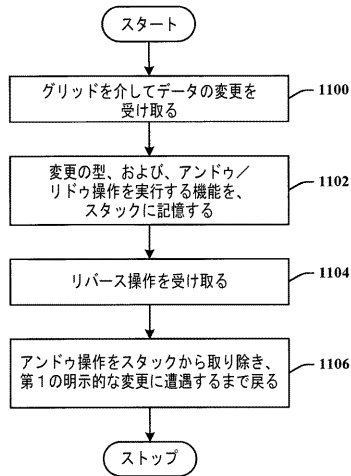 スタート
グリッドを介してデータの変更を
受け取る
1100
変更の型、および、アンドゥ／
リドゥ操作を実行する機能を、
スタックに記憶する
1102
リバース操作を受け取る
1104
アンドゥ操作をスタックから取り除き、
第１の明示的な変更に遭遇するまで戻る
1106
ストップ